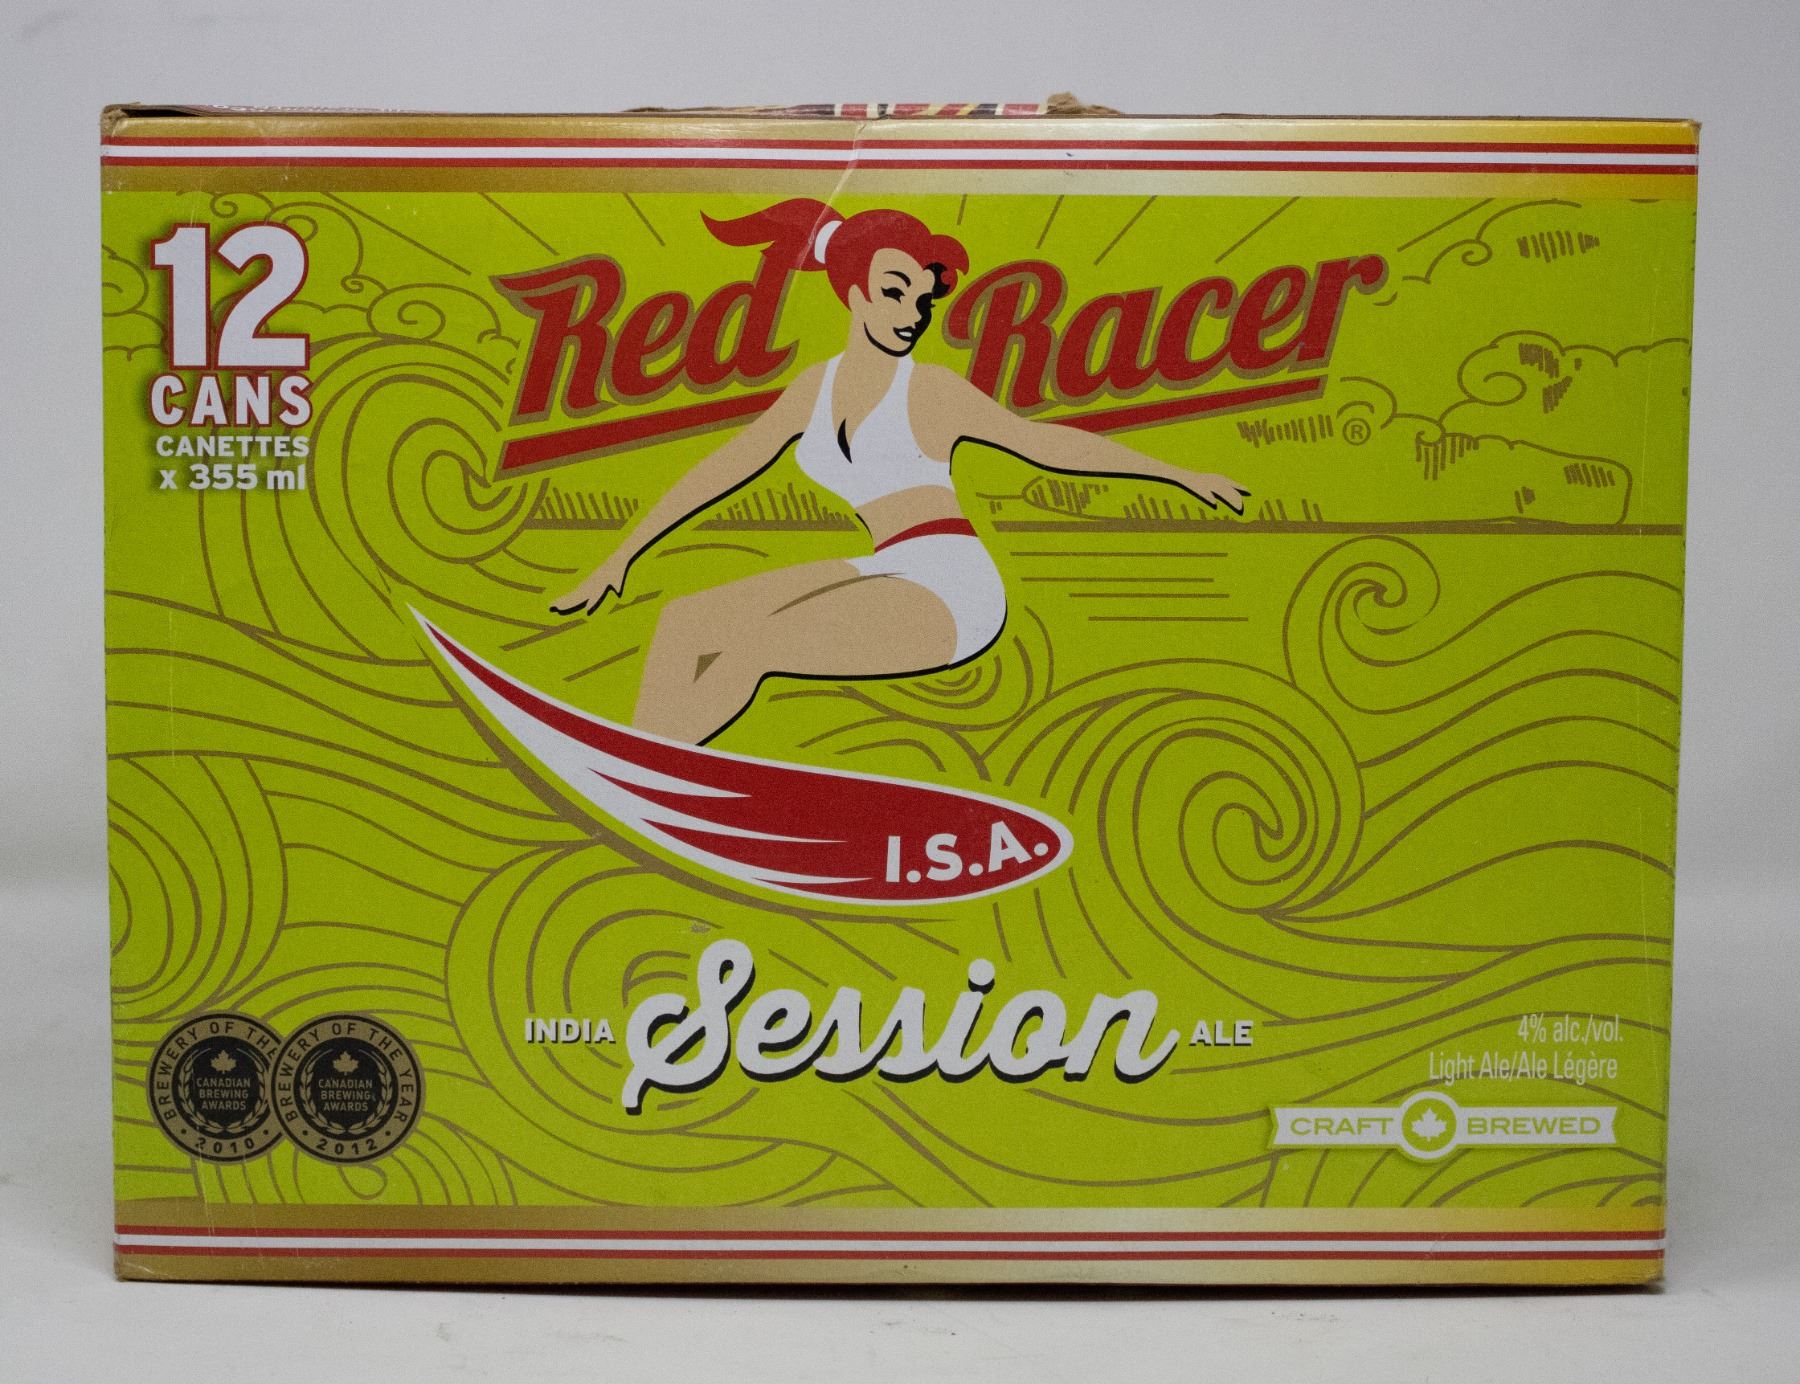 12
CANS
CANETTES
x 355 ml
Red Racer
®
I.S.A.
INDIA Session ALE
BREWERY OF THE
CANADIAN
BREWING
AWARDS
• 2010 •
BREWERY OF THE YEAR
CANADIAN
BREWING
AWARDS
• 2012 •
4% alc./vol.
Light Ale/Ale Légère
CRAFT BREWED